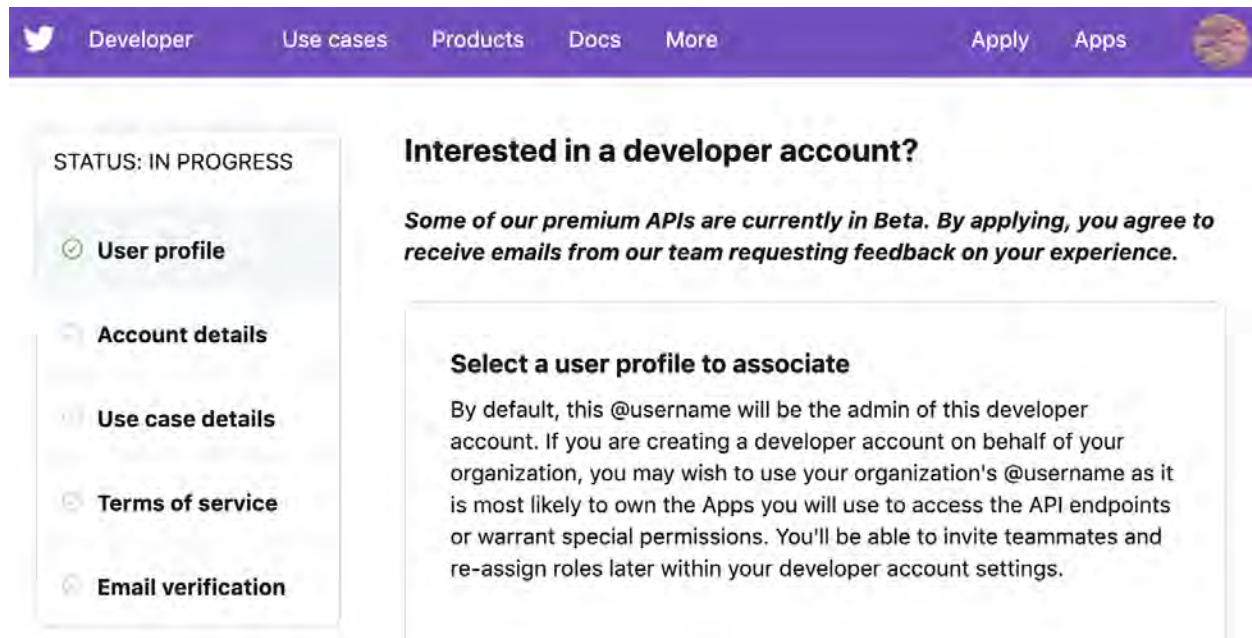 Developer Use cases Products Docs More Apply Apps
STATUS: IN PROGRESS
User profile
Account details
Use case details
Terms of service
Email verification
Interested in a developer account?
Some of our premium APIs are currently in Beta. By applying, you agree to
receive emails from our team requesting feedback on your experience.
Select a user profile to associate
By default, this @username will be the admin of this developer
account. If you are creating a developer account on behalf of your
organization, you may wish to use your organization's @username as it
is most likely to own the Apps you will use to access the API endpoints
or warrant special permissions. You'll be able to invite teammates and
re-assign roles later within your developer account settings.